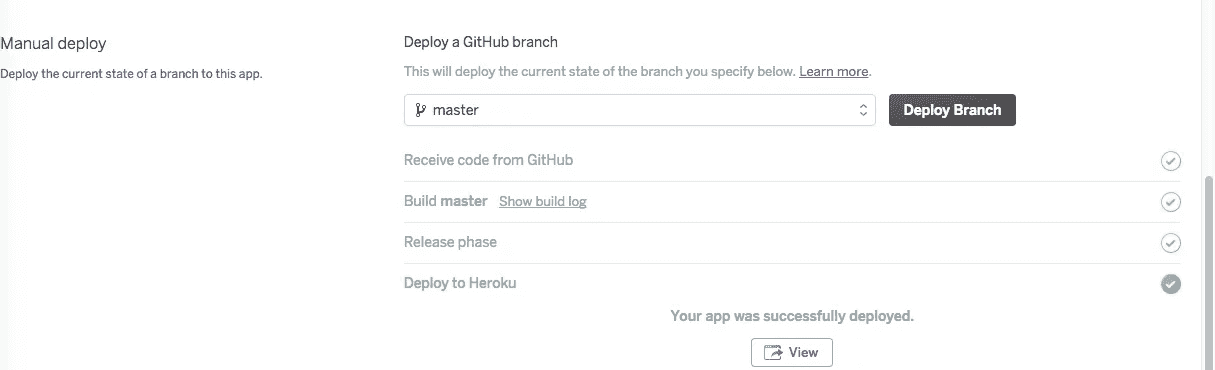 Manual deploy
Deploy the current state of a branch to this app.
Deploy a GitHub branch
This will deploy the current state of the branch you specify below. Learn more.
master
Deploy Branch
Receive code from GitHub
Build master Show build log
Release phase
Deploy to Heroku
Your app was successfully deployed.
View